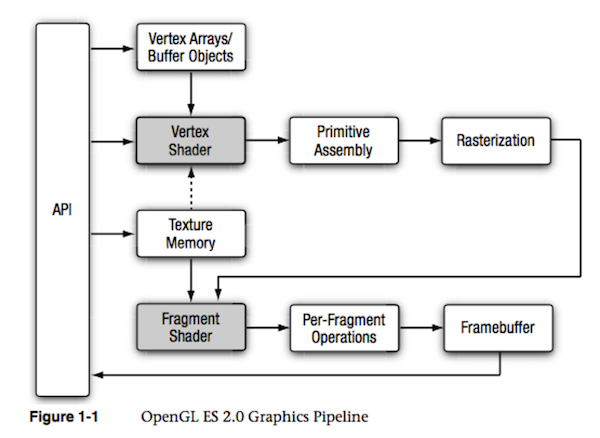 API
Vertex Arrays/
Buffer Objects
Vertex
Shader
Primitive
Assembly
Rasterization
Texture
Memory
Fragment
Shader
Per-Fragment
Operations
Framebuffer
Figure 1-1 OpenGL ES 2.0 Graphics Pipeline